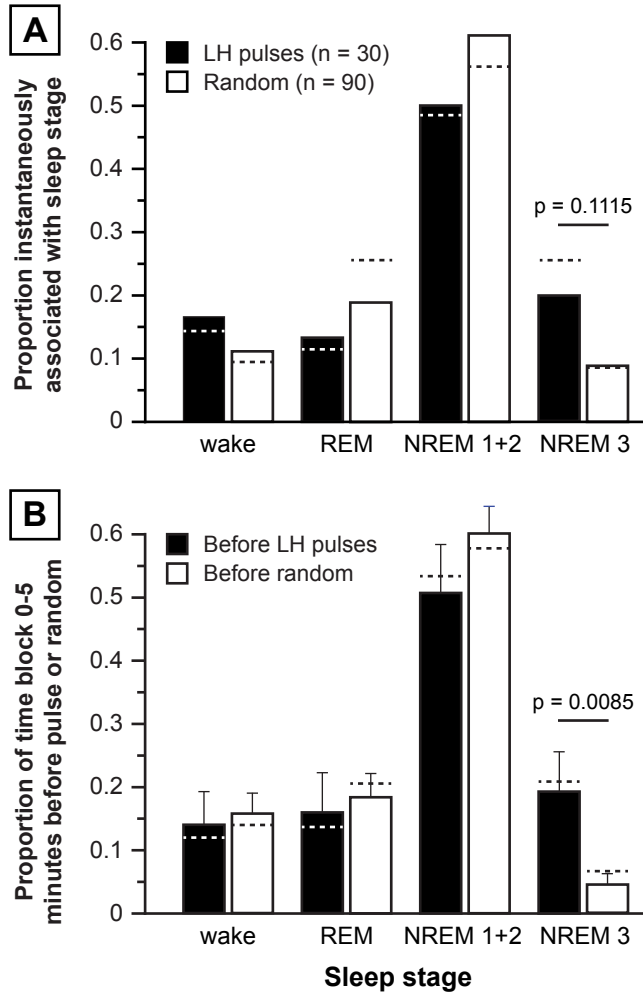 A
Proportion instantaneously
associated with sleep stage
0.6
0.5
0.4
0.3
0.2
0.1
0
LH pulses (n = 30)
Random (n = 90)
p = 0.1115
wake
REM
NREM 1+2
NREM 3
B
Proportion of time block 0-5
minutes before pulse or random
0.6
0.5
0.4
0.3
0.2
0.1
0
Before LH pulses
Before random
p = 0.0085
wake
REM
NREM 1+2
NREM 3
Sleep stage